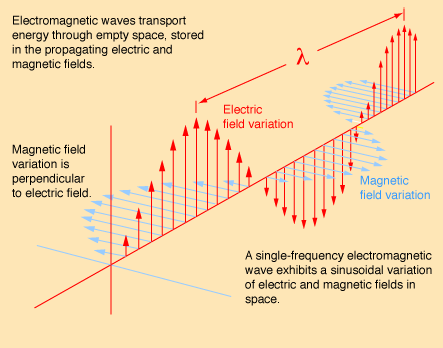 Electromagnetic waves transport
energy through empty space, stored
in the propagating electric and
magnetic fields.
λ
Electric
field variation
Magnetic field
variation is
perpendicular
to electric field.
Magnetic
field variation
A single-frequency electromagnetic
wave exhibits a sinusoidal variation
of electric and magnetic fields in
space.